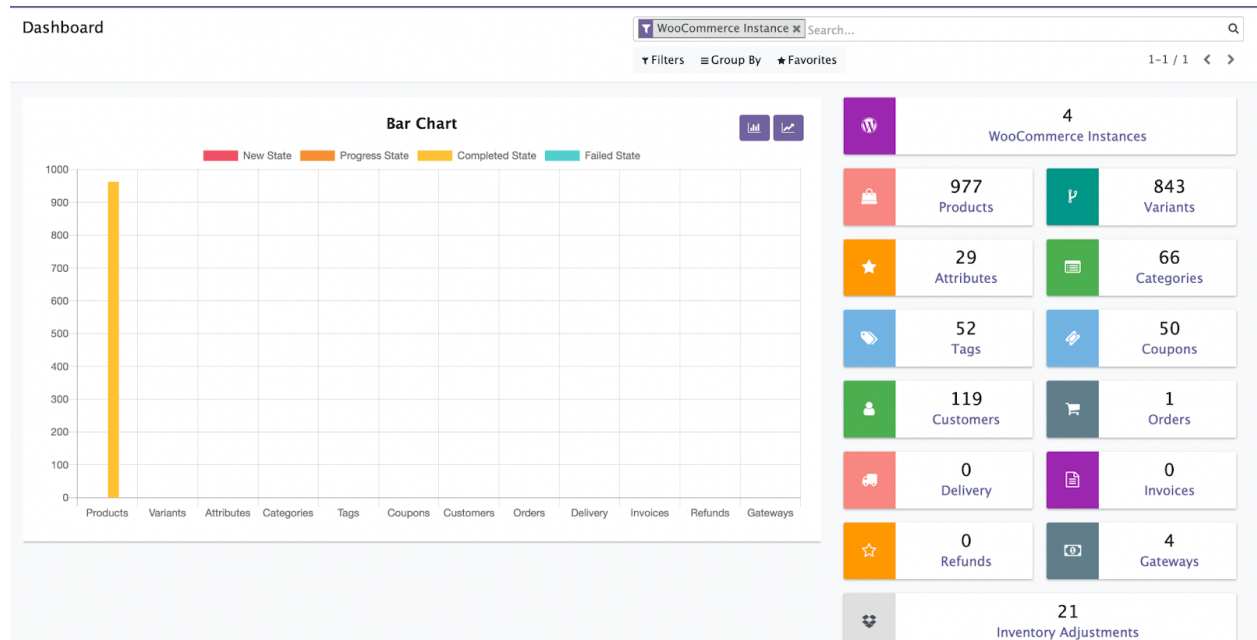 Dashboard
WooCommerce Instance × Search...
Filters Group By Favorites
1-1 / 1
Bar Chart
New State Progress State Completed State Failed State
1000
900
800
700
600
500
400
300
200
100
0
Products Variants Attributes Categories Tags Coupons Customers Orders Delivery Invoices Refunds Gateways
4
WooCommerce Instances
977
Products
843
Variants
29
Attributes
66
Categories
52
Tags
50
Coupons
119
Customers
1
Orders
0
Delivery
0
Invoices
0
Refunds
4
Gateways
21
Inventory Adjustments